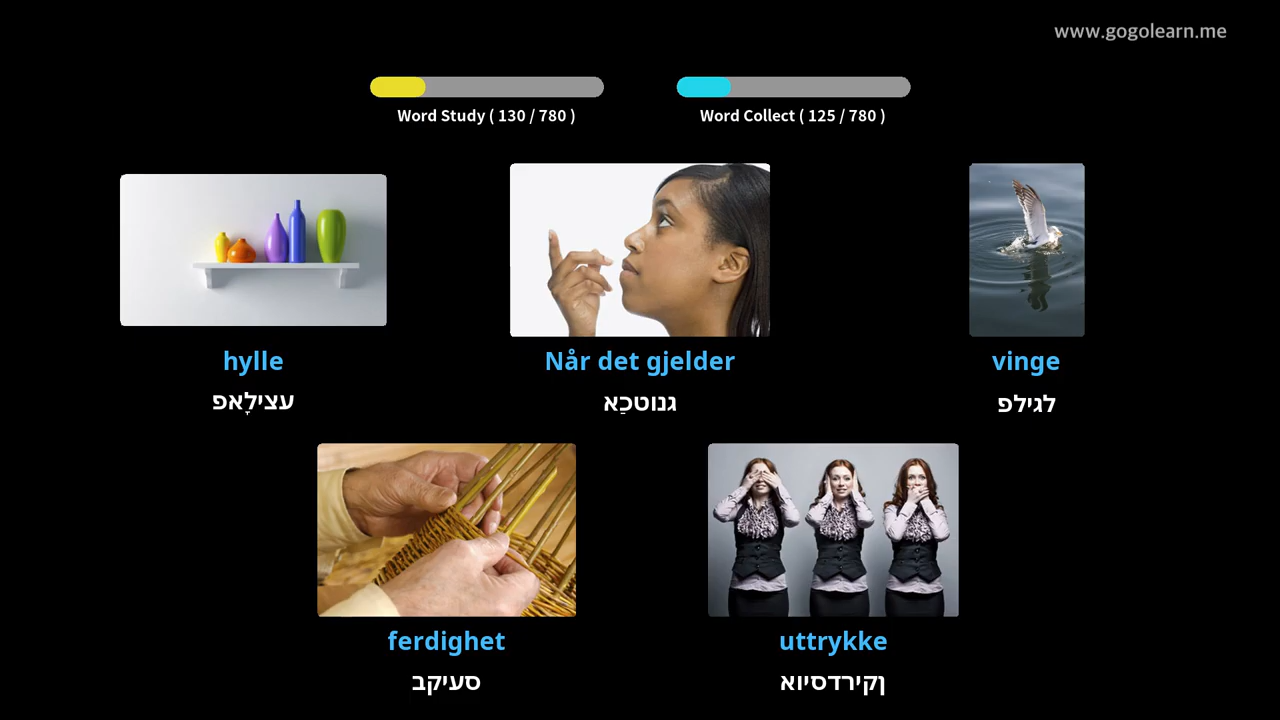 www.gogolearn.me
Word Study ( 130 / 780 )
Word Collect ( 125 / 780 )
hylle
עצילָאפ
Når det gjelder
גנוטכַא
vinge
לגילפ
ferdighet
סעיקב
uttrykke
ןקירדסיוא